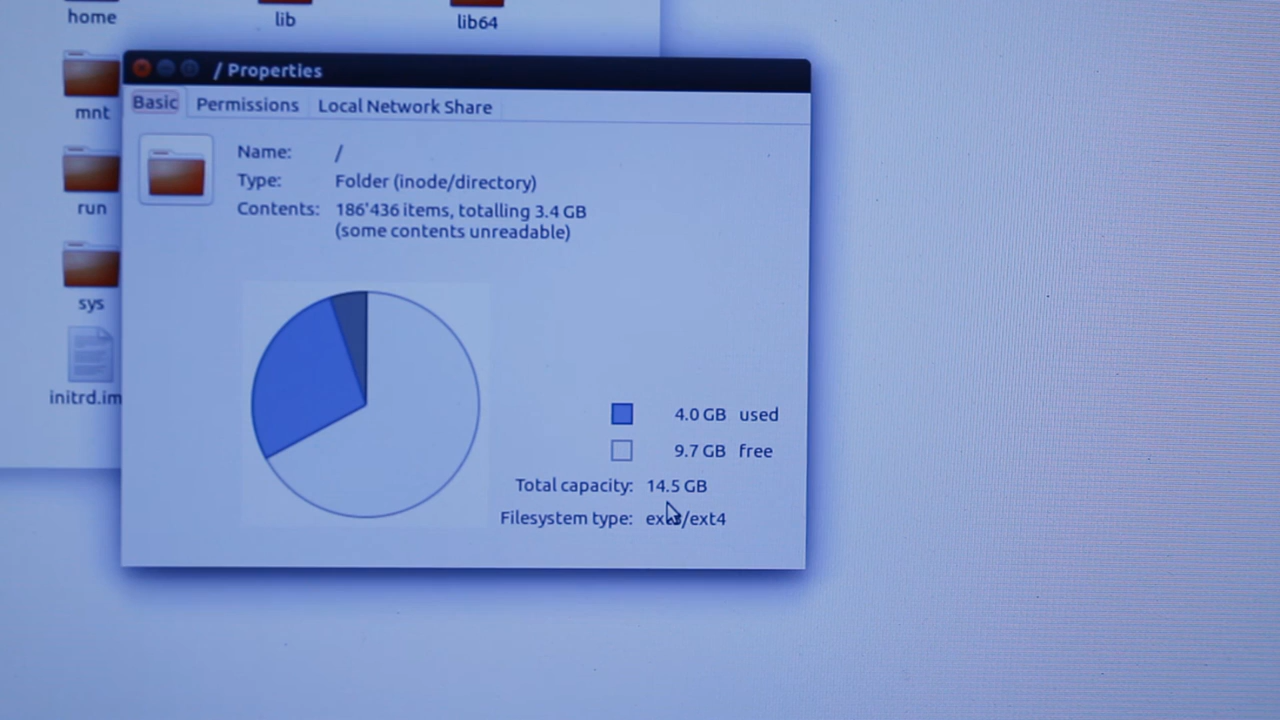 home
lib
lib64
mnt
run
sys
initrd.im
/ Properties
Basic
Permissions
Local Network Share
Name: /
Type: Folder (inode/directory)
Contents: 186'436 items, totalling 3.4 GB
(some contents unreadable)
4.0 GB used
9.7 GB free
Total capacity: 14.5 GB
Filesystem type: /ext4